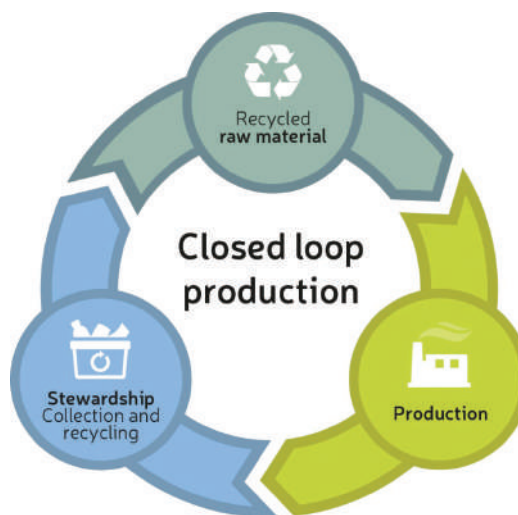 Recycled
raw material
Closed loop
production
Stewardship
Collection and
recycling
Production